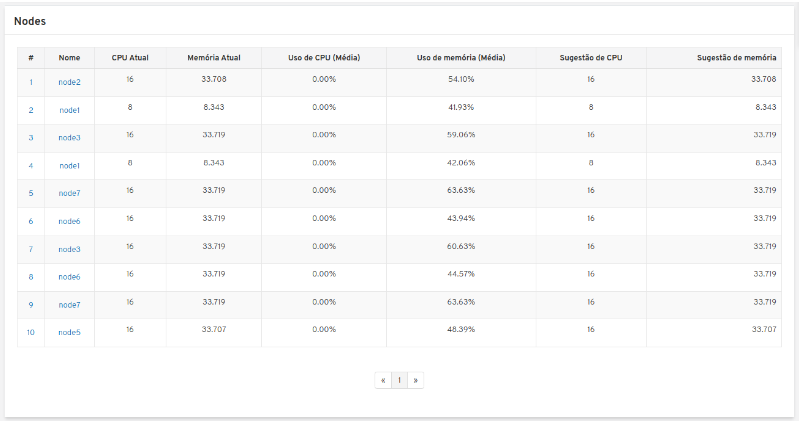 Nodes
# Nome CPU Atual Memória Atual Uso de CPU (Média) Uso de memória (Média) Sugestão de CPU Sugestão de memória
1 node2 16 33.708 0.00% 54.10% 16 33.708
2 node1 8 8.343 0.00% 41.93% 8 8.343
3 node3 16 33.719 0.00% 59.06% 16 33.719
4 node1 8 8.343 0.00% 42.06% 8 8.343
5 node7 16 33.719 0.00% 63.63% 16 33.719
6 node6 16 33.719 0.00% 43.94% 16 33.719
7 node3 16 33.719 0.00% 60.63% 16 33.719
8 node6 16 33.719 0.00% 44.57% 16 33.719
9 node7 16 33.719 0.00% 63.63% 16 33.719
10 node5 16 33.707 0.00% 48.39% 16 33.707
« 1 »